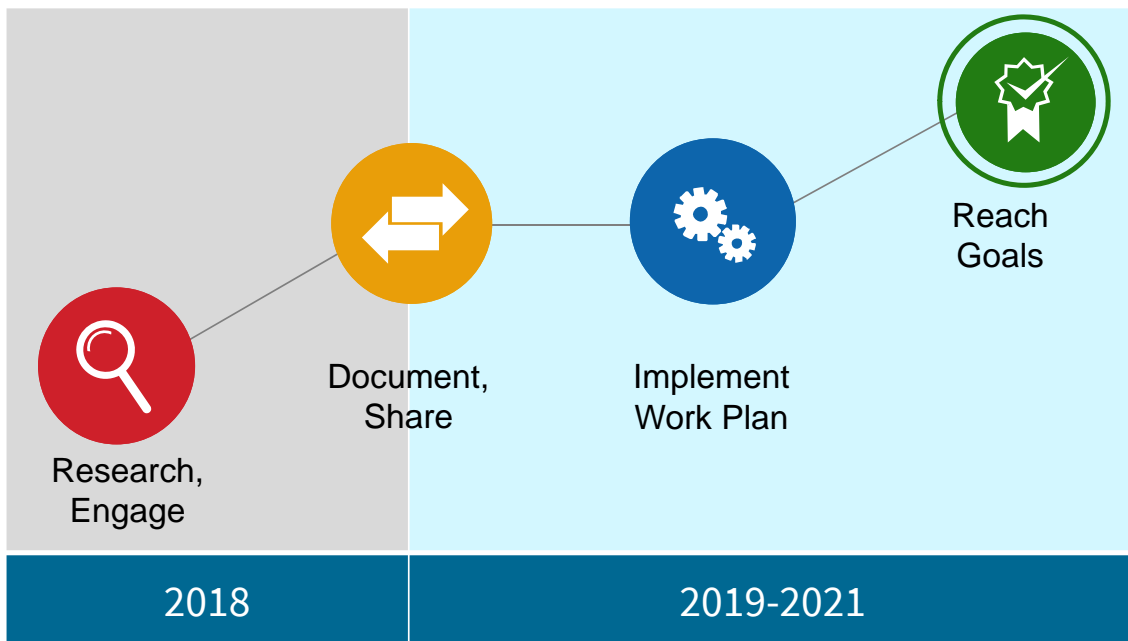 Research,
Engage
Document,
Share
Implement
Work Plan
Reach
Goals
2018
2019-2021